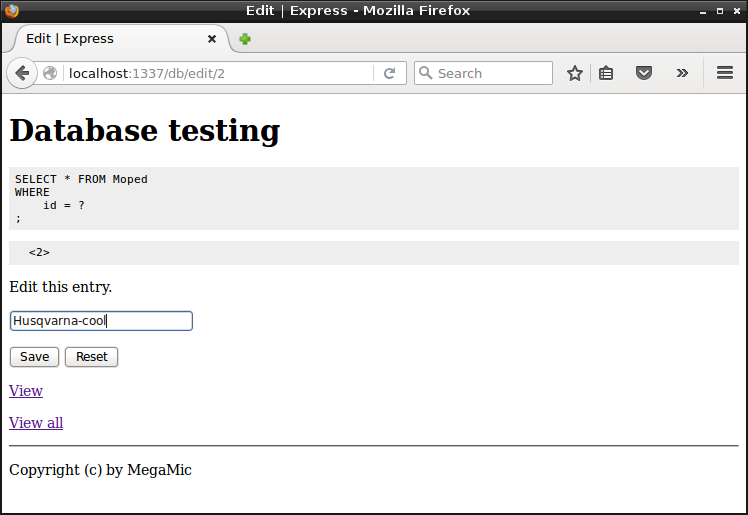 Edit | Express - Mozilla Firefox
Edit | Express
localhost:1337/db/edit/2
Search
Database testing
SELECT * FROM Moped
WHERE
    id = ?
;
<2>
Edit this entry.
Husqvarna-cool
Save Reset
View
View all
Copyright (c) by MegaMic